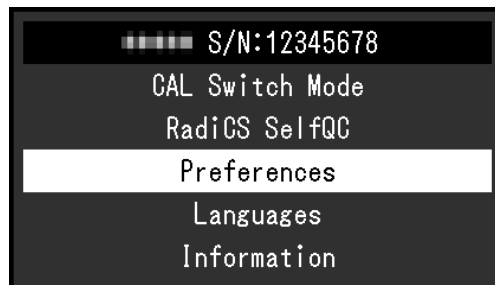 S/N:12345678
CAL Switch Mode
RadiCS SelfQC
Preferences
Languages
Information